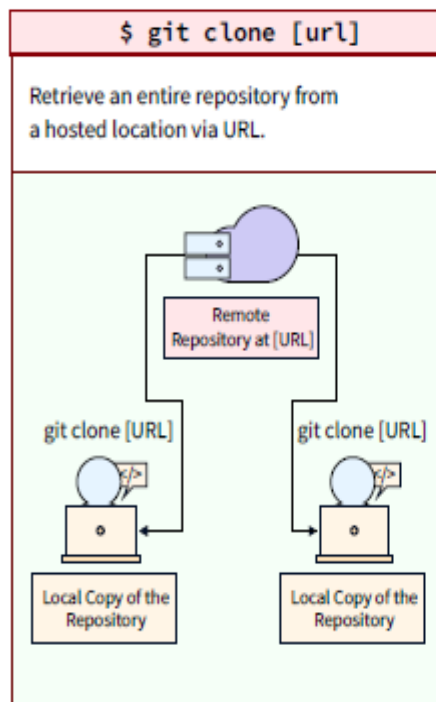 $ git clone [url]
Retrieve an entire repository from
a hosted location via URL.
Remote
Repository at [URL]
git clone [URL]
git clone [URL]
</>
</>
Local Copy of the
Repository
Local Copy of the
Repository